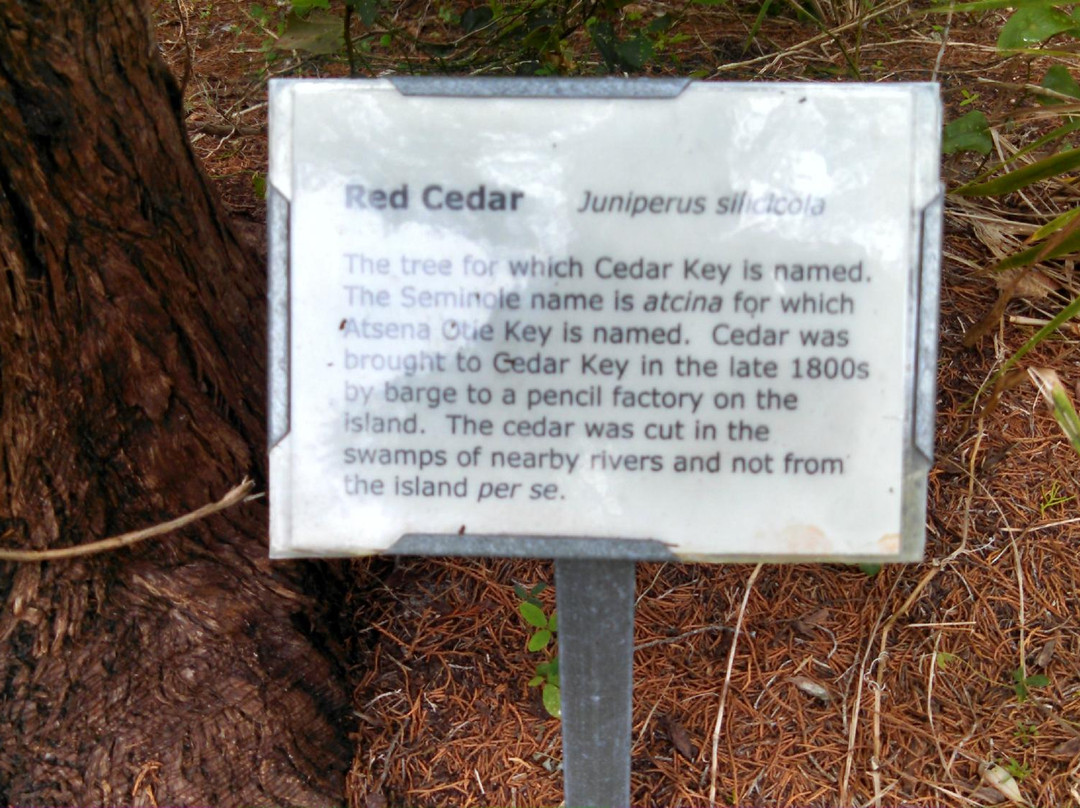 Red Cedar Juniperus silicicola
The tree for which Cedar Key is named.
The Seminole name is atcina for which
Atsena Otie Key is named. Cedar was
brought to Cedar Key in the late 1800s
by barge to a pencil factory on the
island. The cedar was cut in the
swamps of nearby rivers and not from
the island per se.